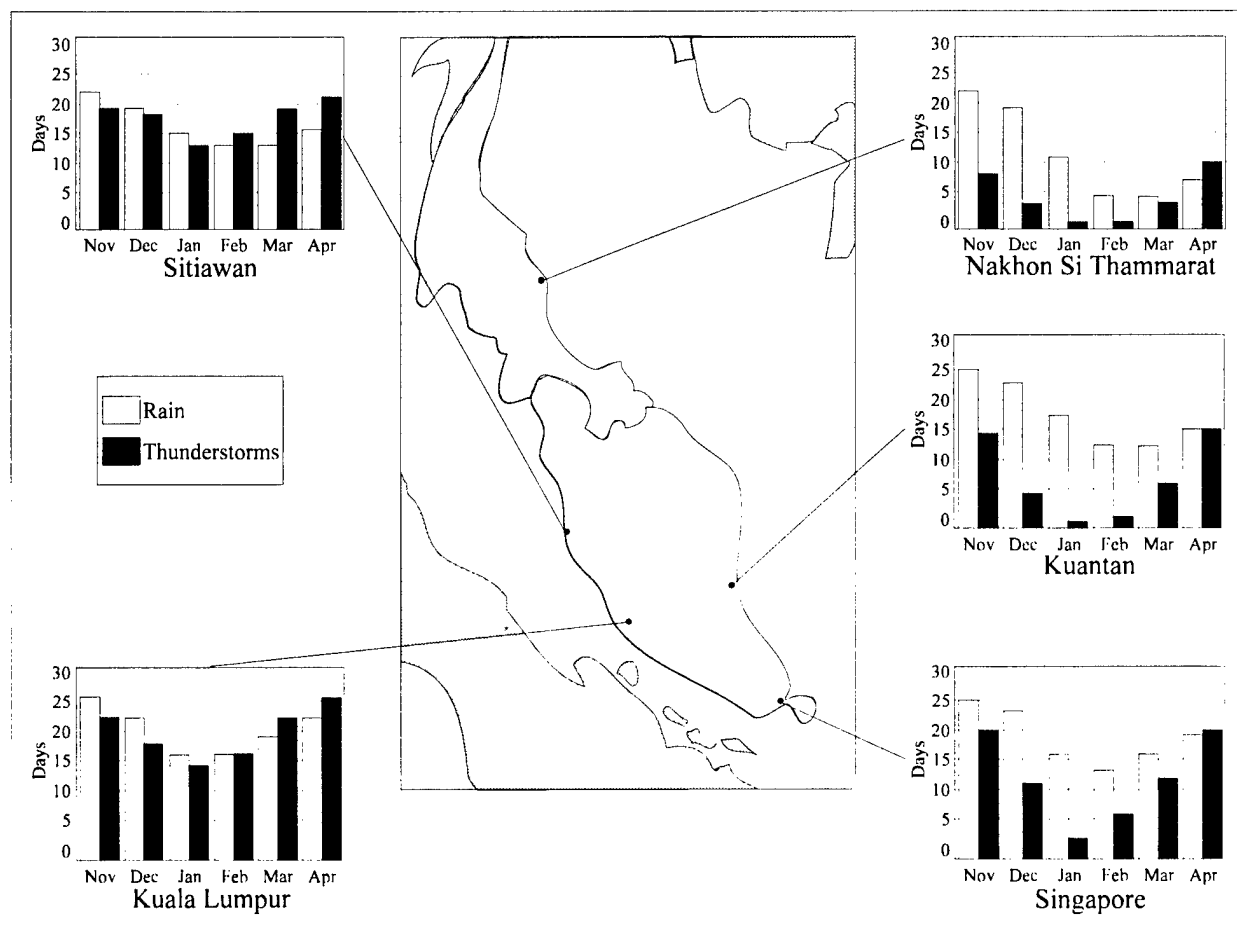 30
25
20
15
10
5
0
Days
Nov Dec Jan Feb Mar Apr
Sitiawan
30
25
20
15
10
5
0
Days
Nov Dec Jan Feb Mar Apr
Nakhon Si Thammarat
Rain
Thunderstorms
30
25
20
15
10
5
0
Days
Nov Dec Jan Feb Mar Apr
Kuantan
30
25
20
15
10
5
0
Days
Nov Dec Jan Feb Mar Apr
Kuala Lumpur
30
25
20
15
10
5
0
Days
Nov Dec Jan Feb Mar Apr
Singapore